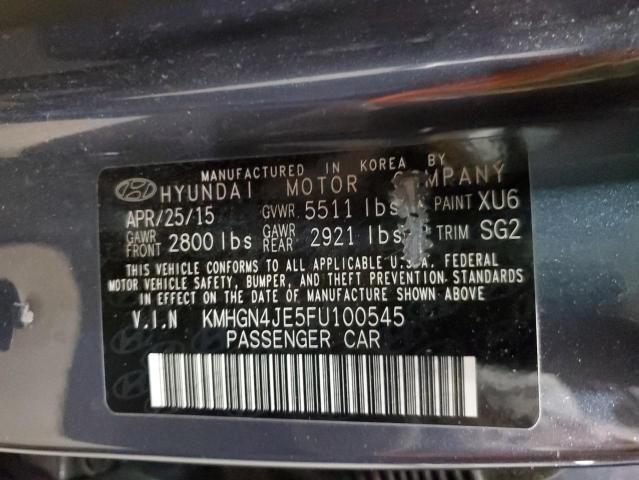 MANUFACTURED IN KOREA BY
HYUNDAI MOTOR COMPANY
APR/25/15 GVWR 5511 lbs PAINT XU6
GAWR FRONT 2800 lbs GAWR REAR 2921 lbs TRIM SG2
THIS VEHICLE CONFORMS TO ALL APPLICABLE U.S.A. FEDERAL
MOTOR VEHICLE SAFETY, BUMPER, AND THEFT PREVENTION STANDARDS
IN EFFECT ON THE DATE OF MANUFACTURE SHOWN ABOVE
V.I.N KMHGN4JE5FU100545
PASSENGER CAR